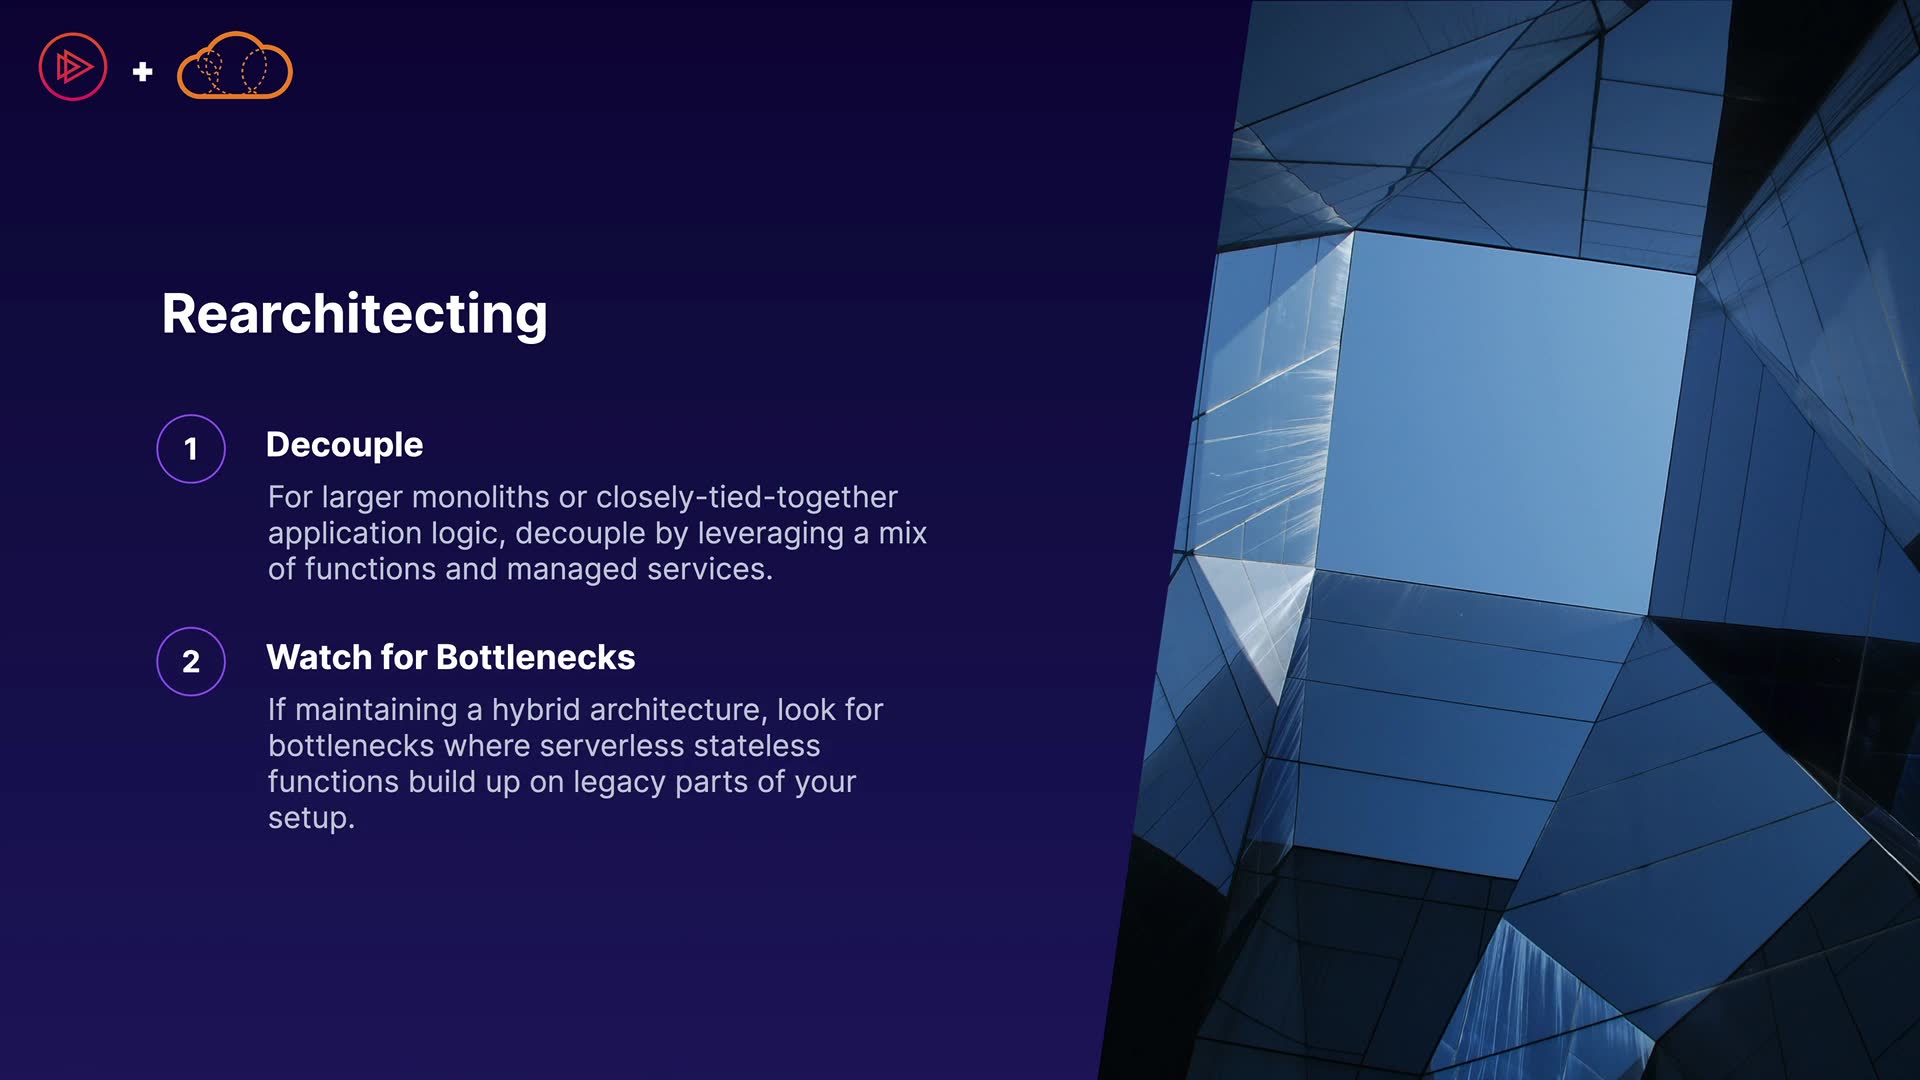 Rearchitecting
1
Decouple
For larger monoliths or closely-tied-together
application logic, decouple by leveraging a mix
of functions and managed services.
2
Watch for Bottlenecks
If maintaining a hybrid architecture, look for
bottlenecks where serverless stateless
functions build up on legacy parts of your
setup.